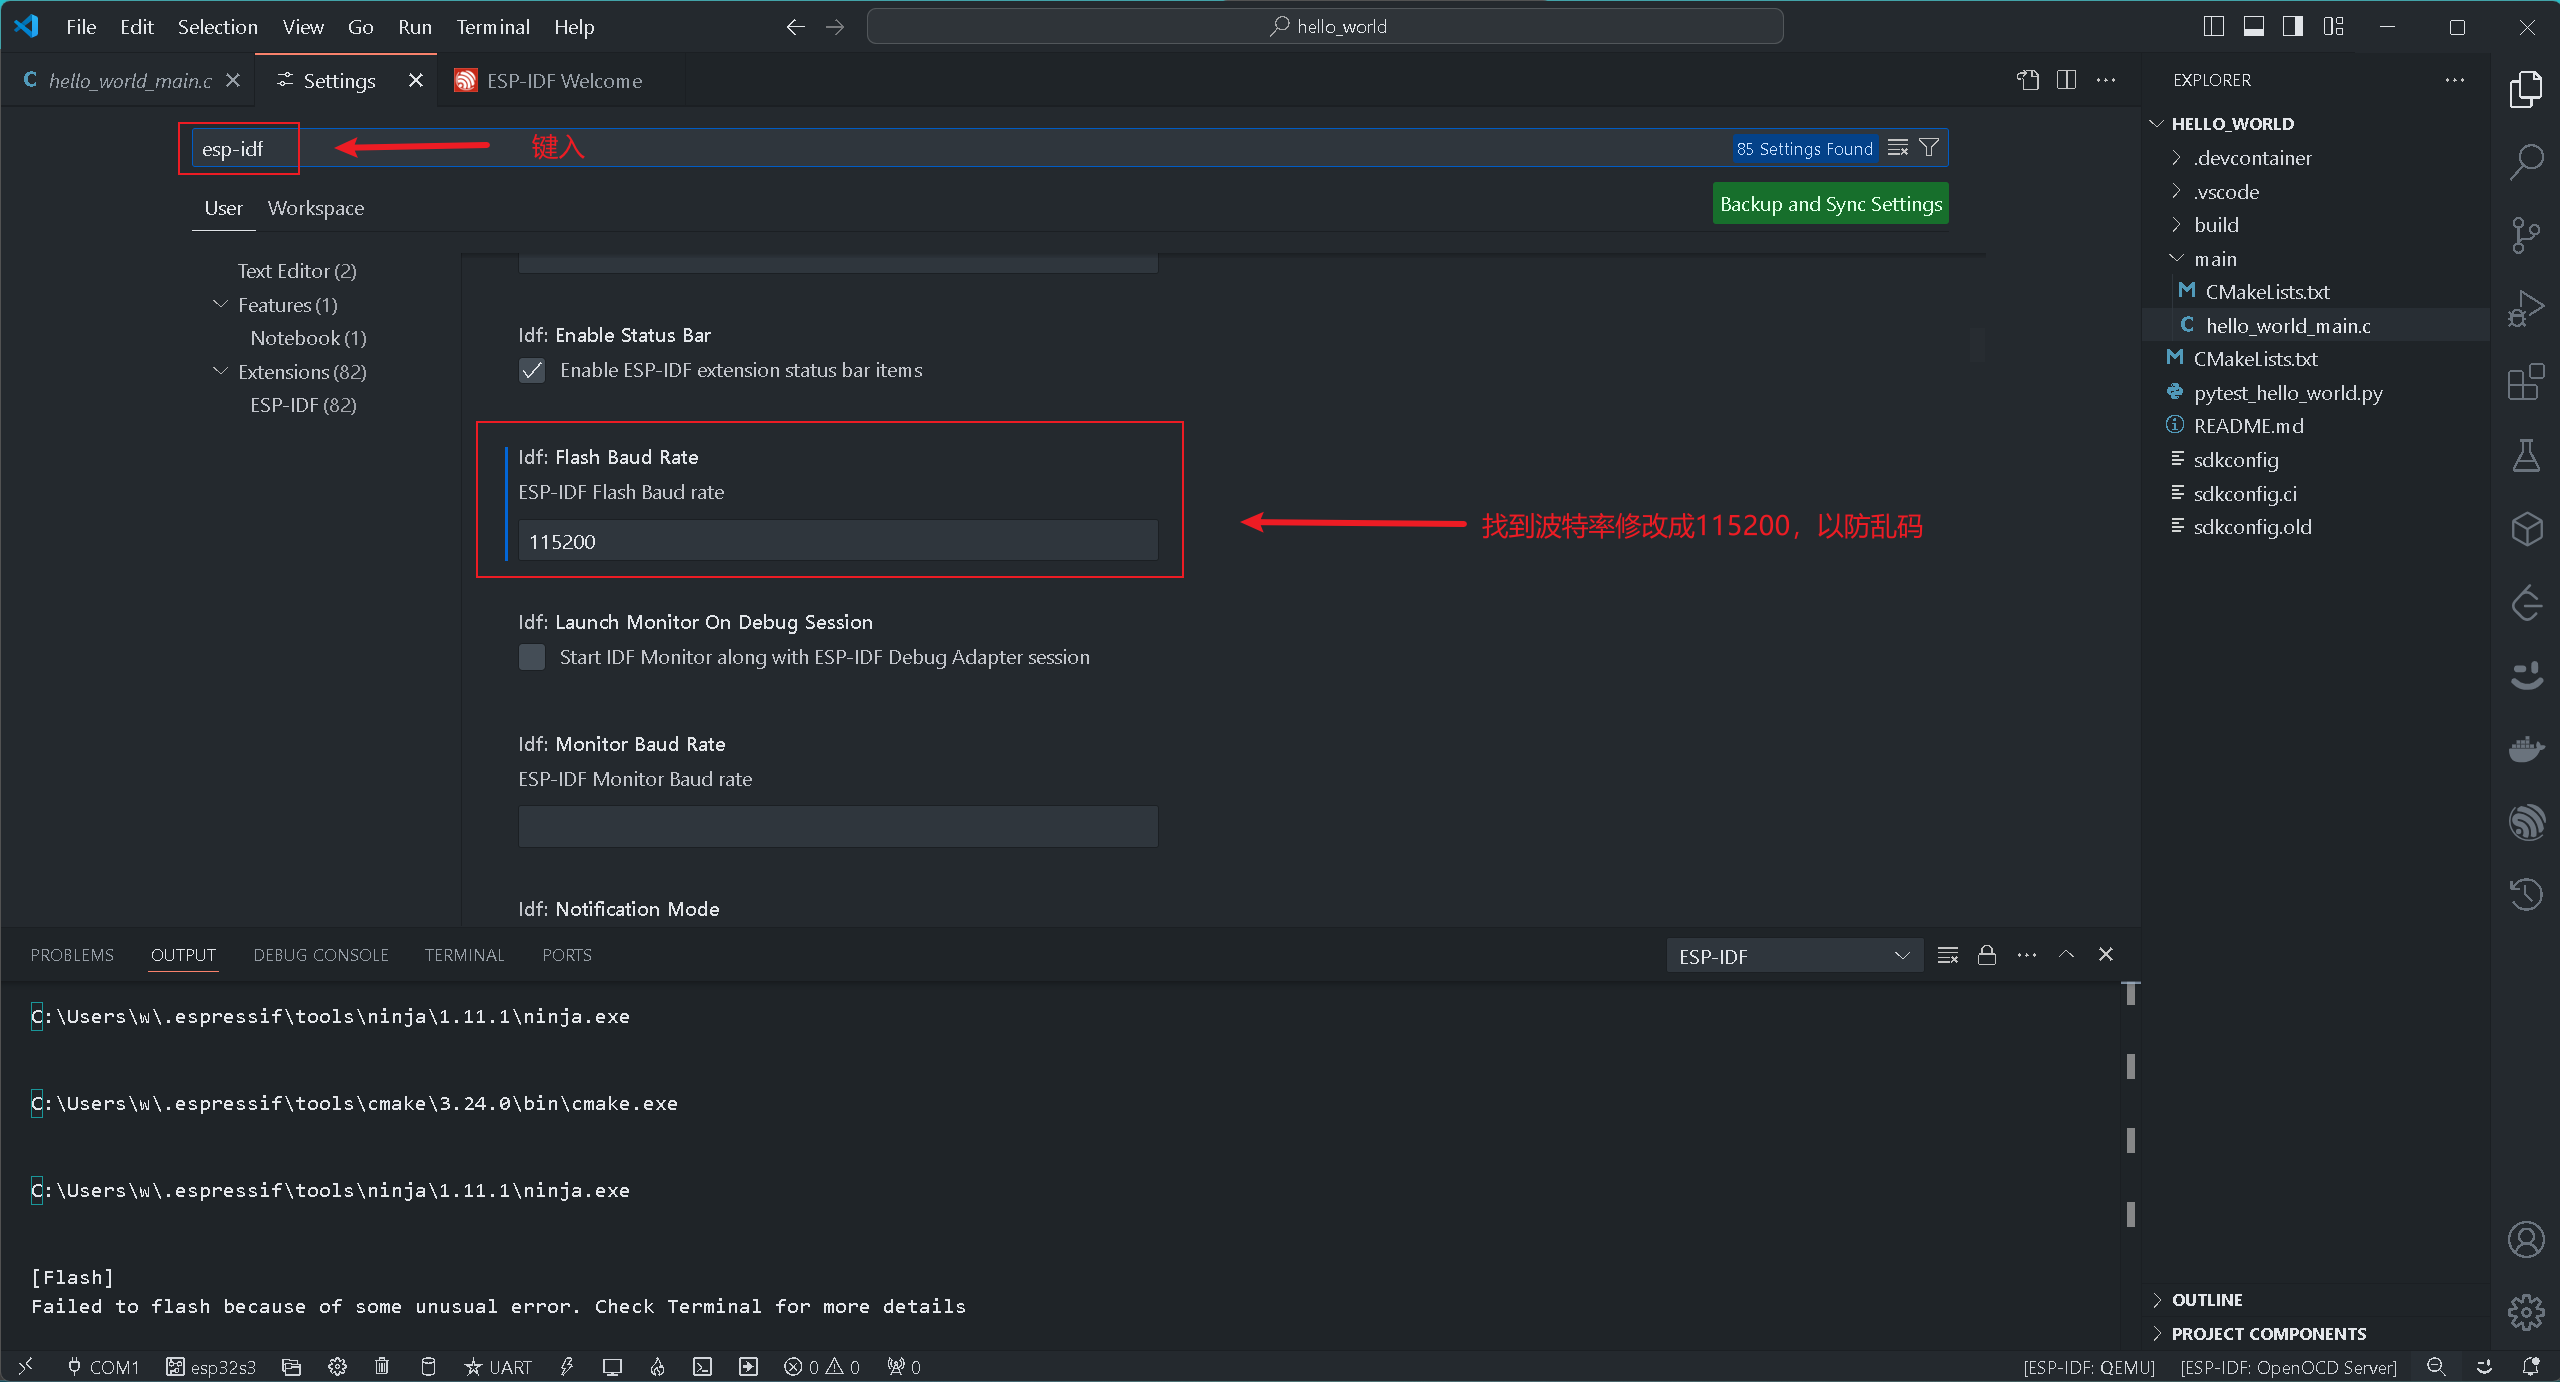 File Edit Selection View Go Run Terminal Help
hello_world
hello_world_main.c
Settings
ESP-IDF Welcome
esp-idf
键入
85 Settings Found
User Workspace
Backup and Sync Settings
Text Editor (2)
Features (1)
Notebook (1)
Extensions (82)
ESP-IDF (82)
Idf: Enable Status Bar
Enable ESP-IDF extension status bar items
Idf: Flash Baud Rate
ESP-IDF Flash Baud rate
115200
找到波特率修改成115200，以防乱码
Idf: Launch Monitor On Debug Session
Start IDF Monitor along with ESP-IDF Debug Adapter session
Idf: Monitor Baud Rate
ESP-IDF Monitor Baud rate
Idf: Notification Mode
EXPLORER
HELLO_WORLD
.devcontainer
.vscode
build
main
CMakeLists.txt
hello_world_main.c
CMakeLists.txt
pytest_hello_world.py
README.md
sdkconfig
sdkconfig.ci
sdkconfig.old
OUTLINE
PROJECT COMPONENTS
PROBLEMS OUTPUT DEBUG CONSOLE TERMINAL PORTS
ESP-IDF
C:\Users\w\.espressif\tools\ninja\1.11.1\ninja.exe
C:\Users\w\.espressif\tools\cmake\3.24.0\bin\cmake.exe
C:\Users\w\.espressif\tools\ninja\1.11.1\ninja.exe
[Flash]
Failed to flash because of some unusual error. Check Terminal for more details
COM1 esp32s3 UART 0 0 0 [ESP-IDF: QEMU] [ESP-IDF: OpenOCD Server]